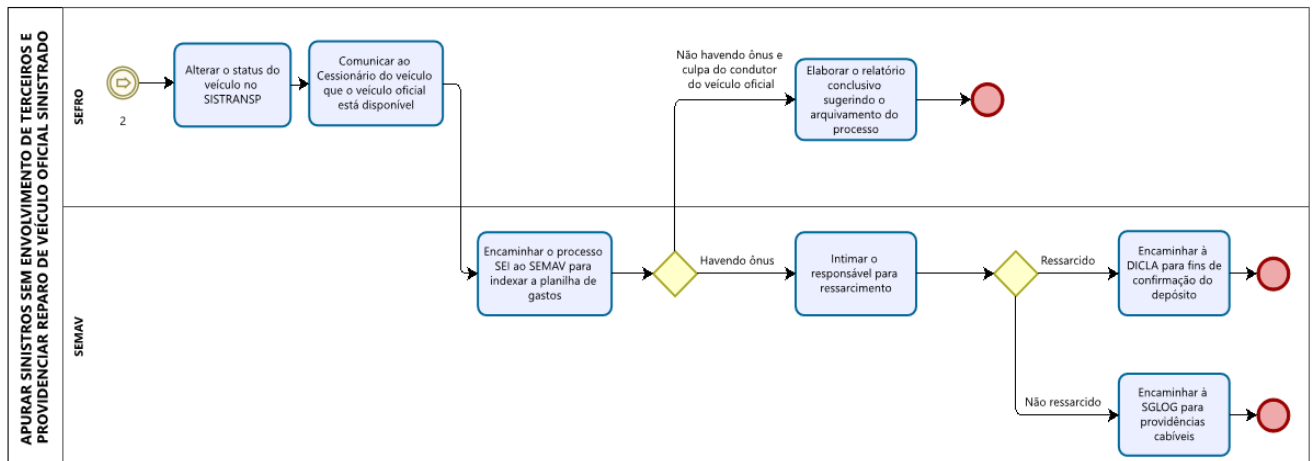 APURAR SINISTROS SEM ENVOLVIMENTO DE TERCEIROS E
PROVIDENCIAR REPARO DE VEÍCULO OFICIAL SINISTRADO
SEFRO
2
Alterar o status do
veículo no
SISTRANSP
Comunicar ao
Cessionário do veículo
que o veículo oficial
está disponível
Não havendo ônus e
culpa do condutor
do veículo oficial
Elaborar o relatório
conclusivo
sugerindo o
arquivamento do
processo
SEMAV
Encaminhar o processo
SEI ao SEMAV para
indexar a planilha de
gastos
Havendo ônus
Intimar o
responsável para
ressarcimento
Ressarcido
Encaminhar à
DICLA para fins de
confirmação do
depósito
Não ressarcido
Encaminhar à
SGLOG para
providências
cabíveis